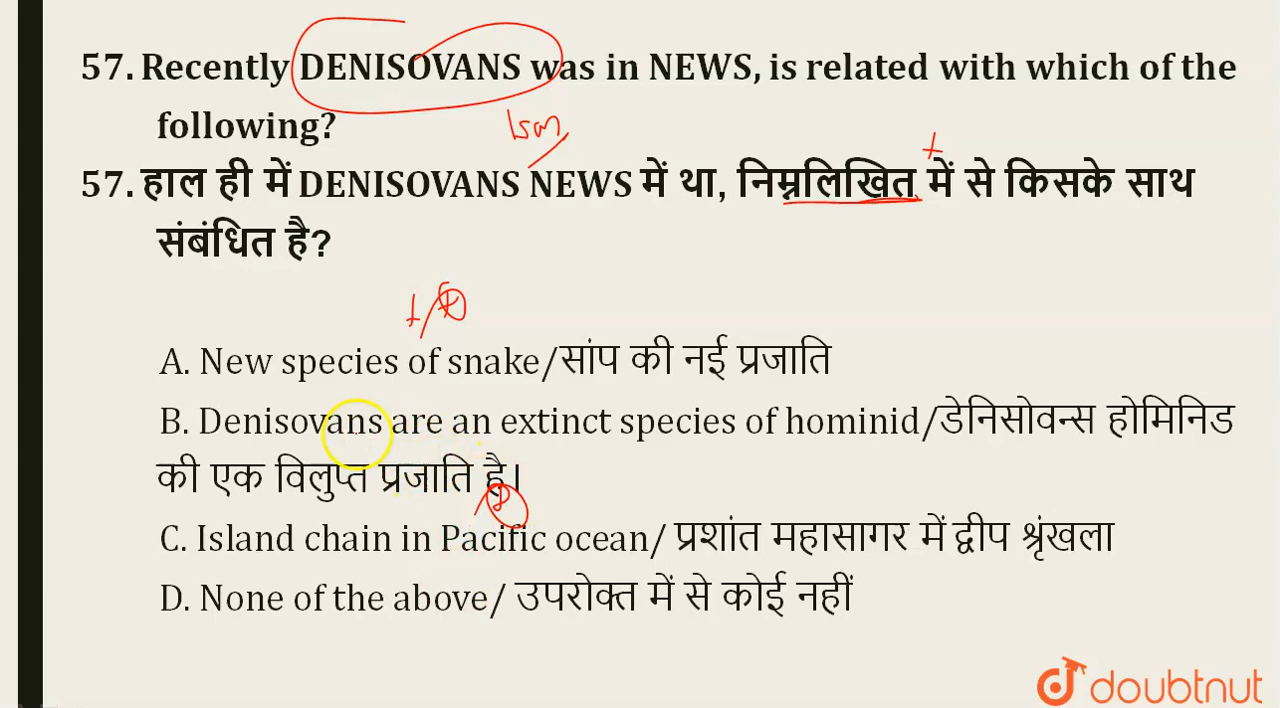 57. Recently DENISOVANS was in NEWS, is related with which of the
following?
57. हाल ही में DENISOVANS NEWS में था, निम्नलिखित में से किसके साथ
संबंधित है?
A. New species of snake/सांप की नई प्रजाति
B. Denisovans are an extinct species of hominid/डेनिसोवन्स होमिनिड
की एक विलुप्त प्रजाति है।
C. Island chain in Pacific ocean/ प्रशांत महासागर में द्वीप श्रृंखला
D. None of the above/ उपरोक्त में से कोई नहीं
doubtnut